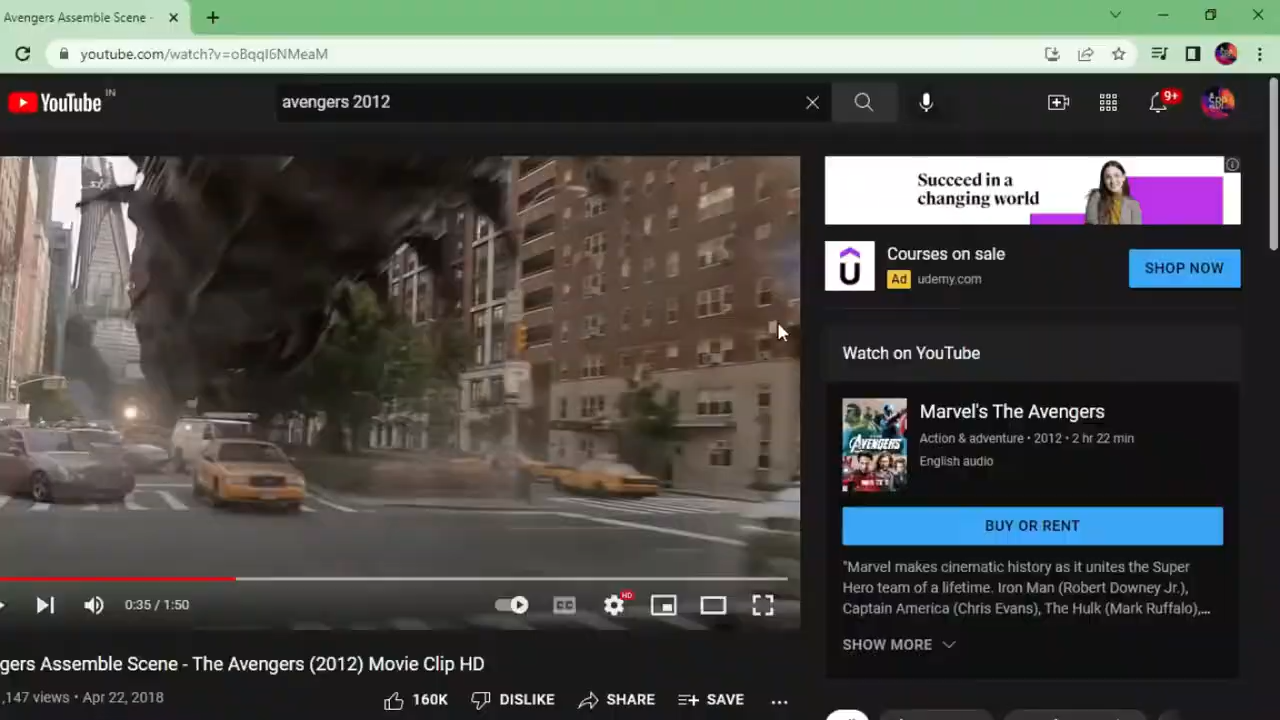 Avengers Assemble Scene -
youtube.com/watch?v=oBqqI6NMeaM
YouTube IN
avengers 2012
9+
SBP
Succeed in a
changing world
Courses on sale
Ad udemy.com
SHOP NOW
Watch on YouTube
AVENGERS
Marvel's The Avengers
Action & adventure • 2012 • 2 hr 22 min
English audio
BUY OR RENT
"Marvel makes cinematic history as it unites the Super
Hero team of a lifetime. Iron Man (Robert Downey Jr.),
Captain America (Chris Evans), The Hulk (Mark Ruffalo),...
SHOW MORE
0:35 / 1:50
CC
HD
gers Assemble Scene - The Avengers (2012) Movie Clip HD
,147 views • Apr 22, 2018
160K
DISLIKE
SHARE
SAVE